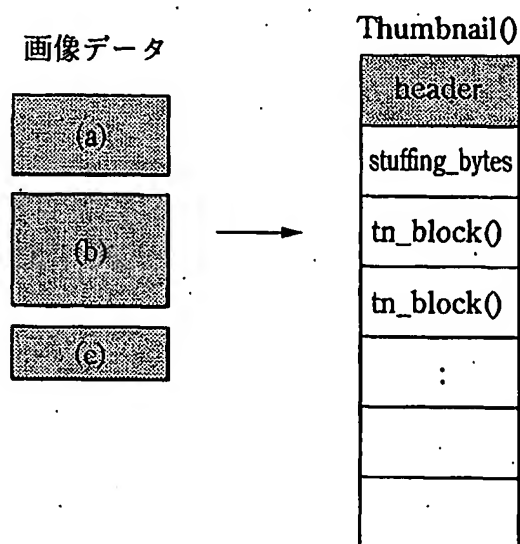 画像データ
(a)
(b)
(c)
Thumbnail()
header
stuffing_bytes
tn_block()
tn_block()
: